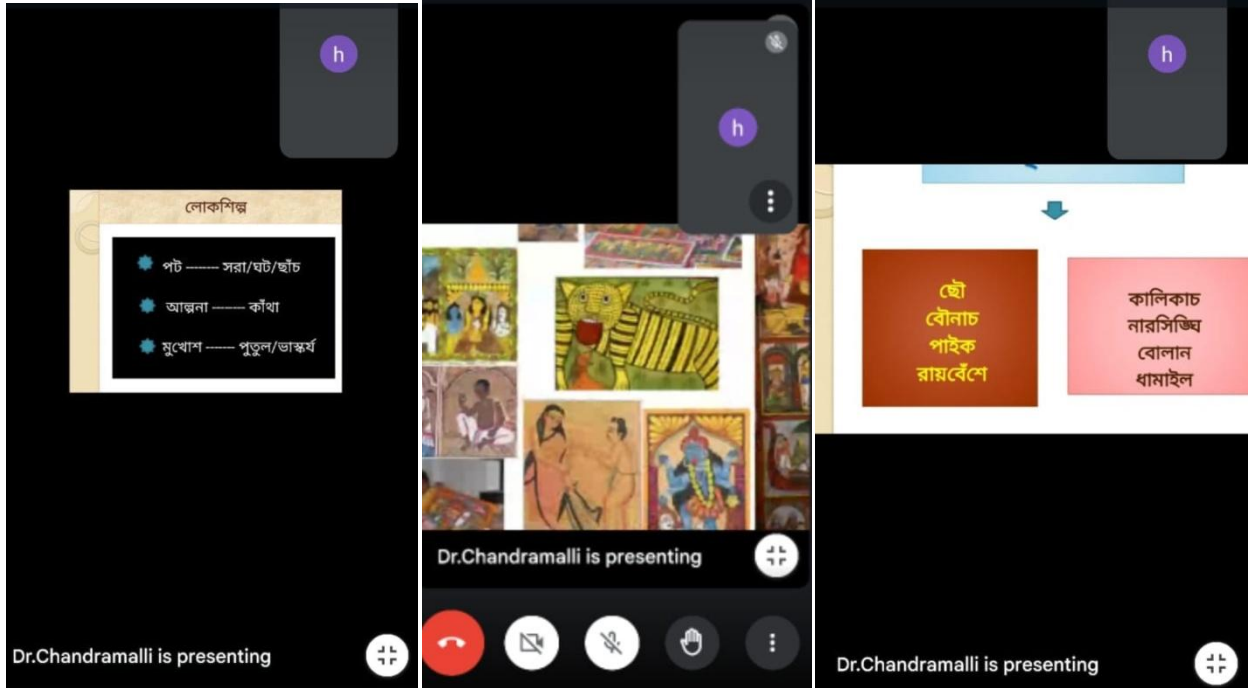 h
লোকশিল্প
পট ------- সরা/ঘট/ছাঁচ
আল্পনা -------- কাঁথা
মুখোশ ------ পুতুল/ভাস্কর্য
Dr.Chandramalli is presenting
h
Dr.Chandramalli is presenting
h
ছৌ
বৌনাচ
পাইক
রায়বেঁশে
কালিকাচ
নারসিঙ্ঘি
বোলান
ধামাইল
Dr.Chandramalli is presenting